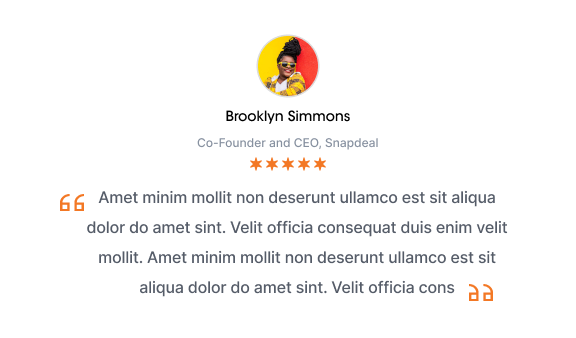 Brooklyn Simmons
Co-Founder and CEO, Snapdeal
Amet minim mollit non deserunt ullamco est sit aliqua
dolor do amet sint. Velit officia consequat duis enim velit
mollit. Amet minim mollit non deserunt ullamco est sit
aliqua dolor do amet sint. Velit officia cons